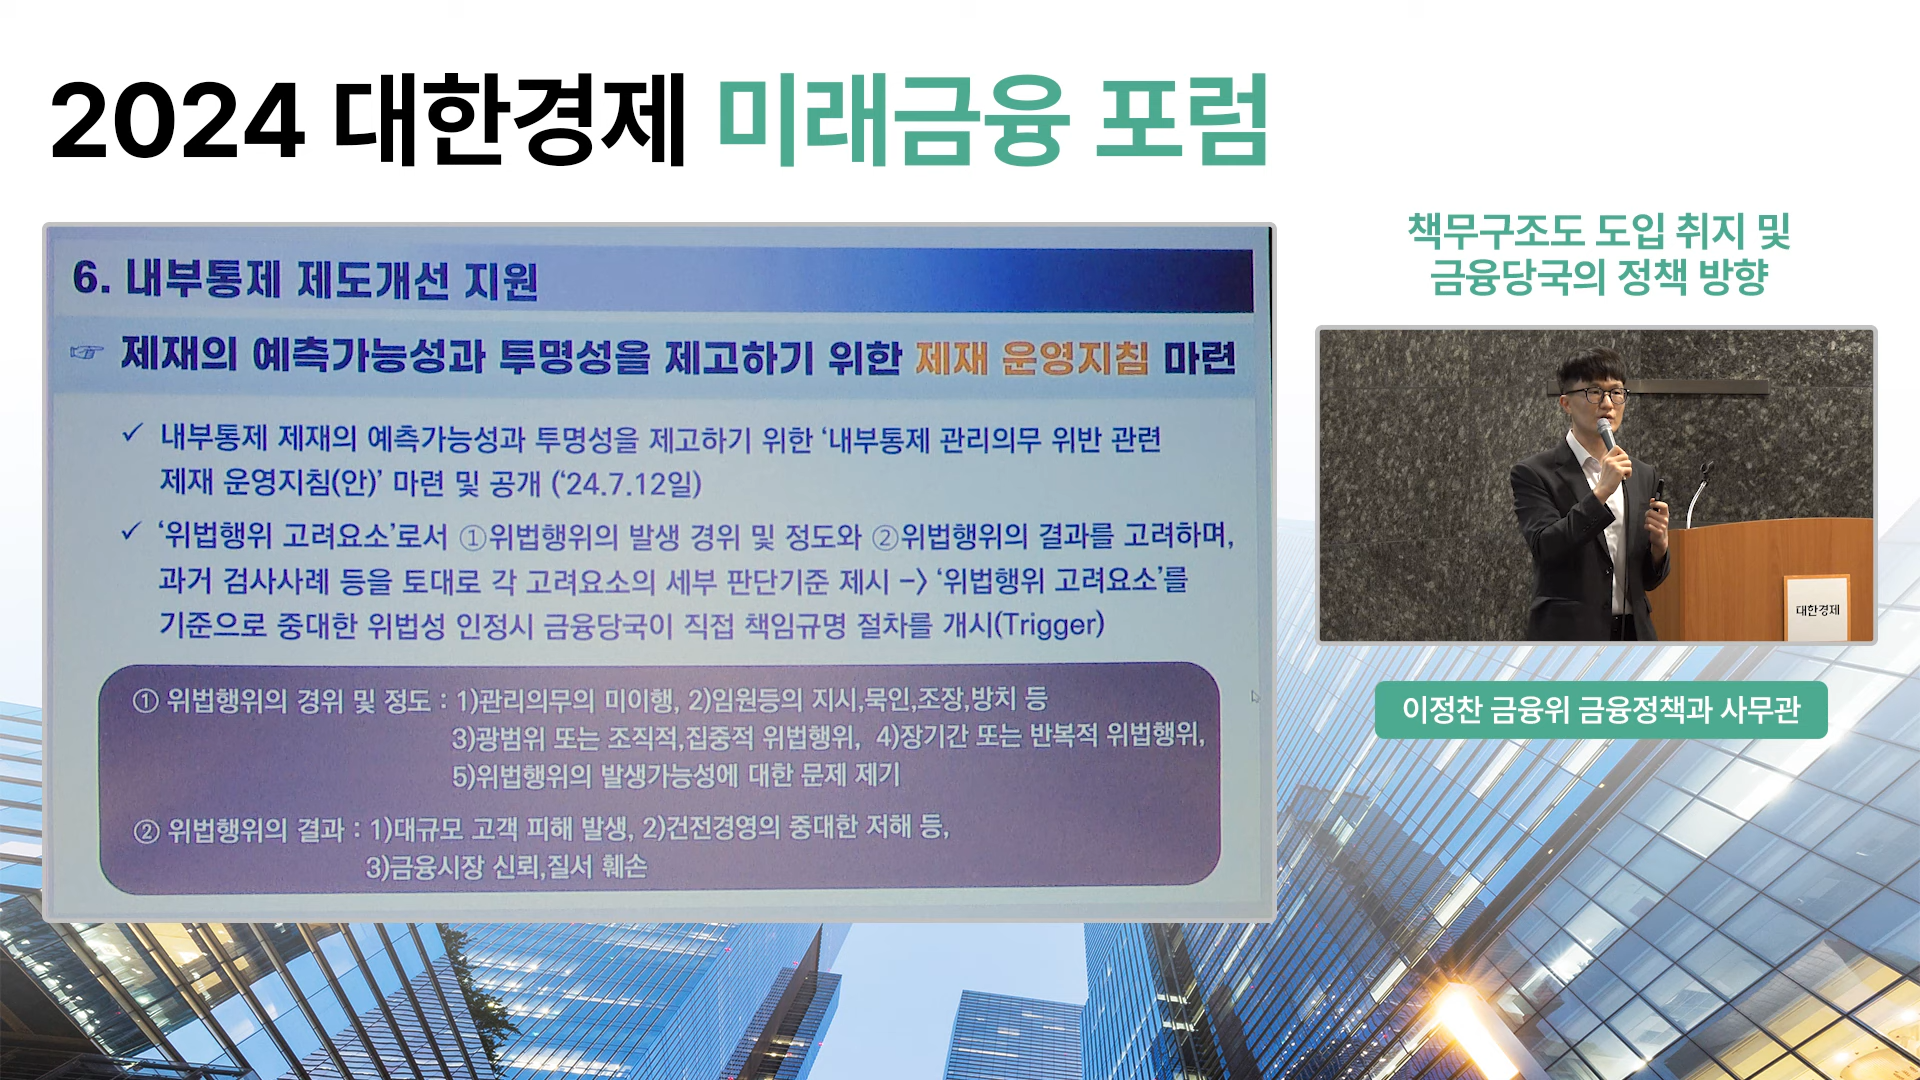 2024 대한경제 미래금융 포럼
6. 내부통제 제도개선 지원
☞ 제재의 예측가능성과 투명성을 제고하기 위한 제재 운영지침 마련
✓ 내부통제 제재의 예측가능성과 투명성을 제고하기 위한 ‘내부통제 관리의무 위반 관련
제재 운영지침(안)’ 마련 및 공개 (‘24.7.12일)
✓ ‘위법행위 고려요소’로서 ①위법행위의 발생 경위 및 정도와 ②위법행위의 결과를 고려하며,
과거 검사사례 등을 토대로 각 고려요소의 세부 판단기준 제시 –> ‘위법행위 고려요소’를
기준으로 중대한 위법성 인정시 금융당국이 직접 책임규명 절차를 개시(Trigger)
① 위법행위의 경위 및 정도 : 1)관리의무의 미이행, 2)임원등의 지시,묵인,조장,방치 등
3)광범위 또는 조직적,집중적 위법행위, 4)장기간 또는 반복적 위법행위,
5)위법행위의 발생가능성에 대한 문제 제기
② 위법행위의 결과 : 1)대규모 고객 피해 발생, 2)건전경영의 중대한 저해 등,
3)금융시장 신뢰,질서 훼손
책무구조도 도입 취지 및
금융당국의 정책 방향
대한경제
이정찬 금융위 금융정책과 사무관